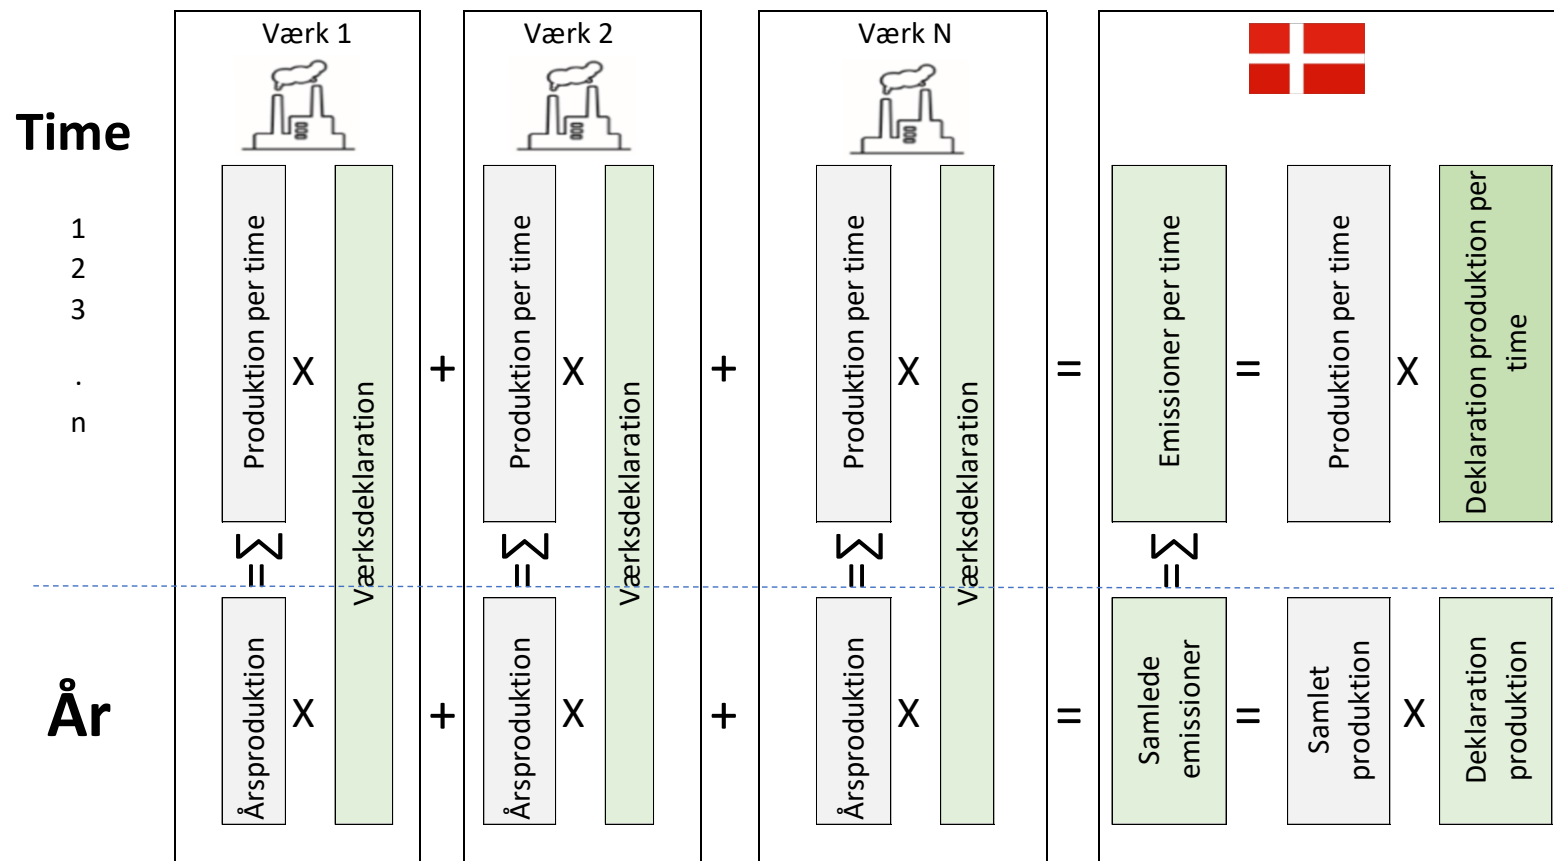 Værk 1
Værk 2
Værk N
Time
1
2
3
.
n
Produktion per time
X
Værksdeklaration
+
Produktion per time
X
Værksdeklaration
+
Produktion per time
X
Værksdeklaration
=
Emissioner per time
=
Produktion per time
X
Deklaration produktion per
time
=Σ
=Σ
=Σ
=Σ
År
Årsproduktion
X
+
Årsproduktion
X
+
Årsproduktion
X
=
Samlede
emissioner
=
Samlet
produktion
X
Deklaration
produktion